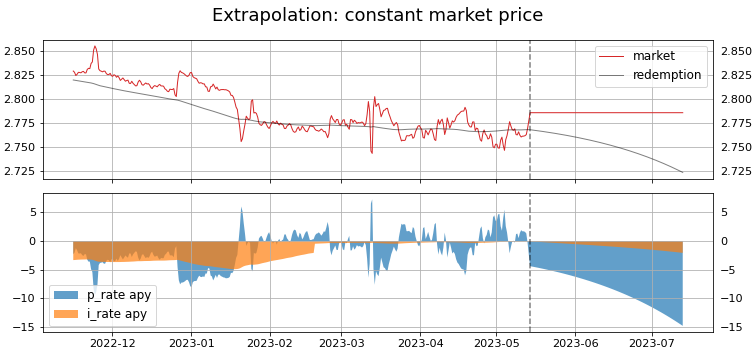 Extrapolation: constant market price
2.850 2.850
2.825 2.825
2.800 2.800
2.775 2.775
2.750 2.750
2.725 2.725
market
redemption
5 5
0 0
−5 −5
−10 −10
−15 −15
p_rate apy
i_rate apy
2022-12 2023-01 2023-02 2023-03 2023-04 2023-05 2023-06 2023-07